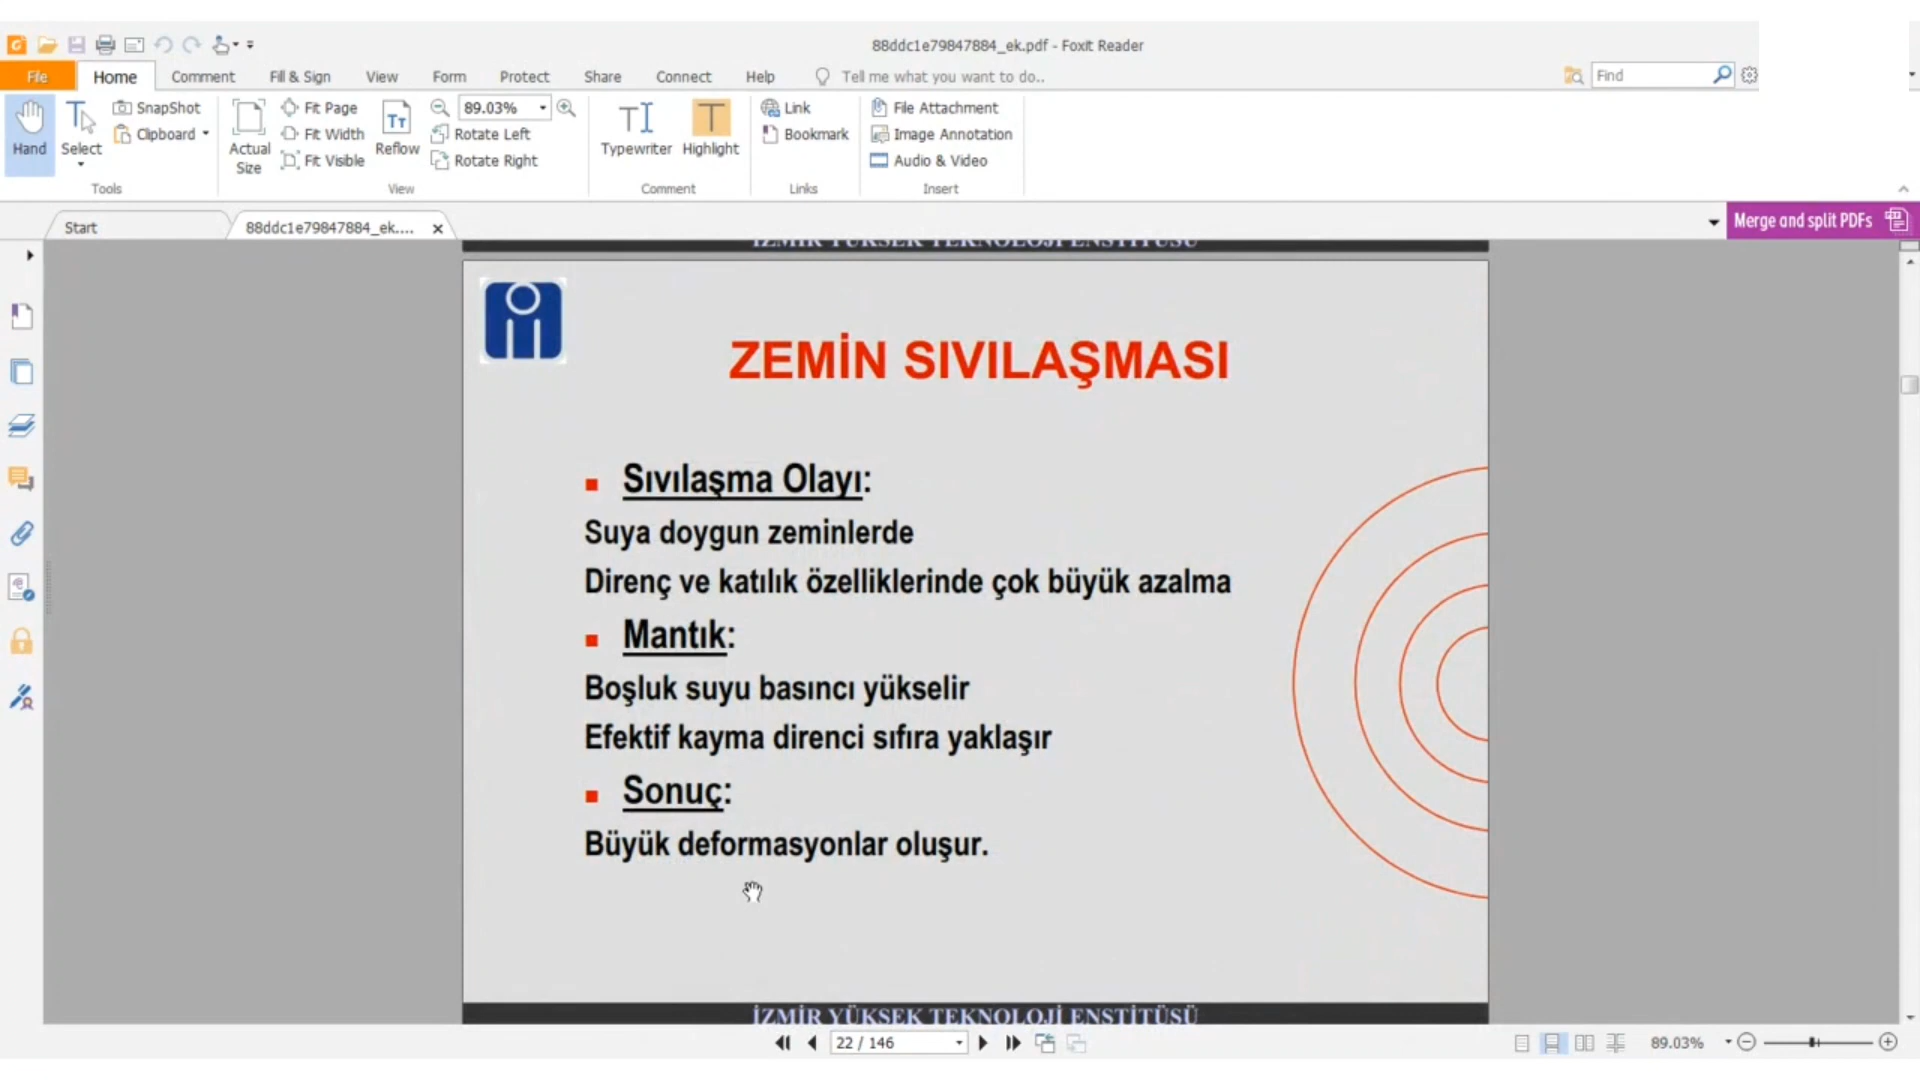 88ddc1e79847884_ek.pdf - Foxit Reader
File Home Comment Fill & Sign View Form Protect Share Connect Help Tell me what you want to do.. Find
Hand
Select
SnapShot
Clipboard
Tools
Actual Size
Fit Page
Fit Width
Fit Visible
Reflow
89.03%
Rotate Left
Rotate Right
View
Typewriter
Highlight
Comment
Link
Bookmark
Links
File Attachment
Image Annotation
Audio & Video
Insert
Start
88ddc1e79847884_ek....
Merge and split PDFs
İZMİR YÜKSEK TEKNOLOJİ ENSTİTÜSÜ
ZEMİN SIVILAŞMASI
Sıvılaşma Olayı:
Suya doygun zeminlerde
Direnç ve katılık özelliklerinde çok büyük azalma
Mantık:
Boşluk suyu basıncı yükselir
Efektif kayma direnci sıfıra yaklaşır
Sonuç:
Büyük deformasyonlar oluşur.
İZMİR YÜKSEK TEKNOLOJİ ENSTİTÜSÜ
22 / 146
89.03%